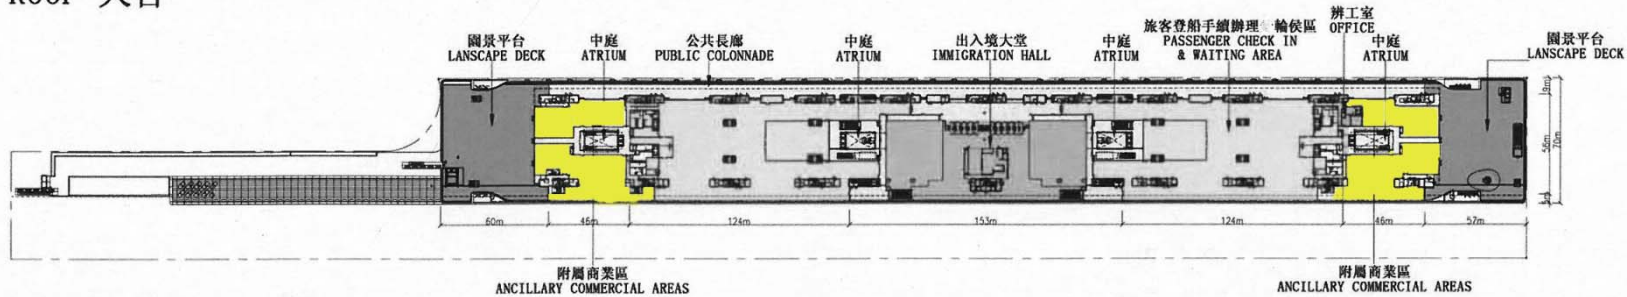 ROOF 天台
園景平台
LANSCAPE DECK
中庭
ATRIUM
公共長廊
PUBLIC COLONNADE
中庭
ATRIUM
出入境大堂
IMMIGRATION HALL
中庭
ATRIUM
旅客登船手續辦理 輪侯區
PASSENGER CHECK IN
& WAITING AREA
辨工室
OFFICE
中庭
ATRIUM
園景平台
LANSCAPE DECK
9m
56m
70m
5m
60m 46m 124m 153m 124m 46m 57m
附屬商業區
ANCILLARY COMMERCIAL AREAS
附屬商業區
ANCILLARY COMMERCIAL AREAS